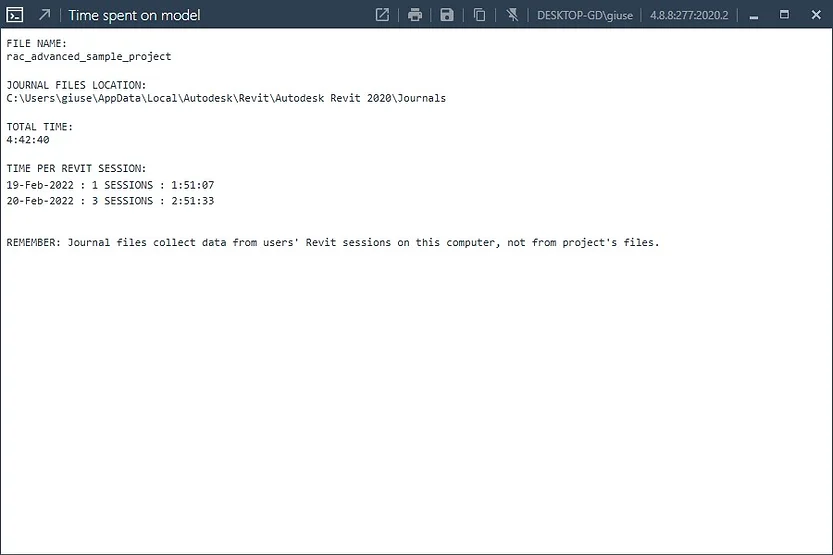 Time spent on model
DESKTOP-GD\giuse
4.8.8:277:2020.2
FILE NAME:
rac_advanced_sample_project
JOURNAL FILES LOCATION:
C:\Users\giuse\AppData\Local\Autodesk\Revit\Autodesk Revit 2020\Journals
TOTAL TIME:
4:42:40
TIME PER REVIT SESSION:
19-Feb-2022 : 1 SESSIONS : 1:51:07
20-Feb-2022 : 3 SESSIONS : 2:51:33
REMEMBER: Journal files collect data from users' Revit sessions on this computer, not from project's files.